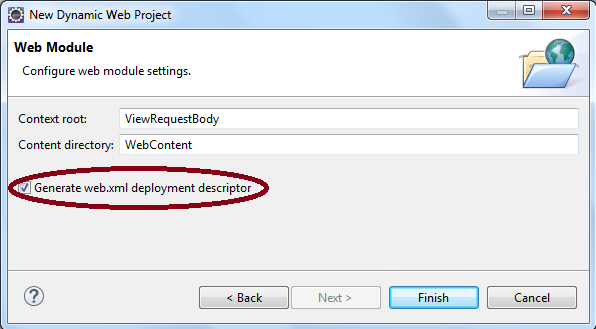 New Dynamic Web Project
Web Module
Configure web module settings.
Context root: ViewRequestBody
Content directory: WebContent
Generate web.xml deployment descriptor
? < Back Next > Finish Cancel